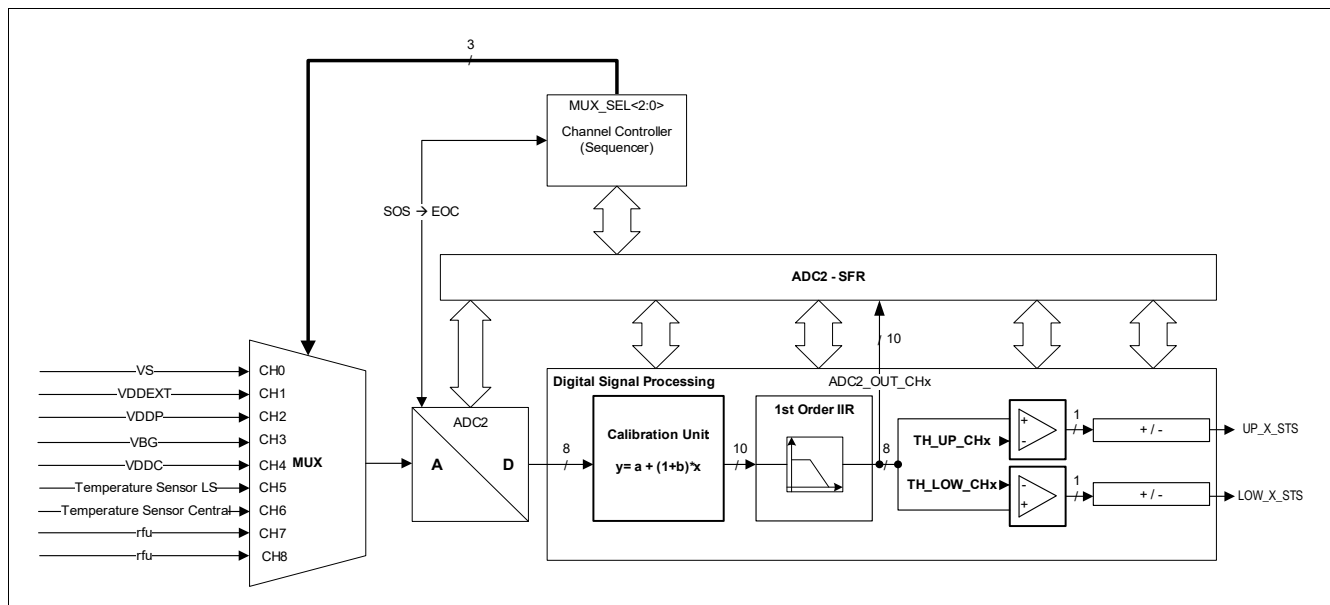 3
MUX_SEL<2:0>
Channel Controller
(Sequencer)
SOS → EOC
ADC2 - SFR
10
VS
CH0
VDDEXT
CH1
VDDP
CH2
VBG
CH3
VDDC
CH4
MUX
Temperature Sensor LS
CH5
Temperature Sensor Central
CH6
rfu
CH7
rfu
CH8
ADC2
A
D
8
Digital Signal Processing
ADC2_OUT_CHx
Calibration Unit
y= a + (1+b)*x
10
1st Order IIR
8
TH_UP_CHx
+
-
1
+ / -
UP_X_STS
TH_LOW_CHx
-
+
1
+ / -
LOW_X_STS